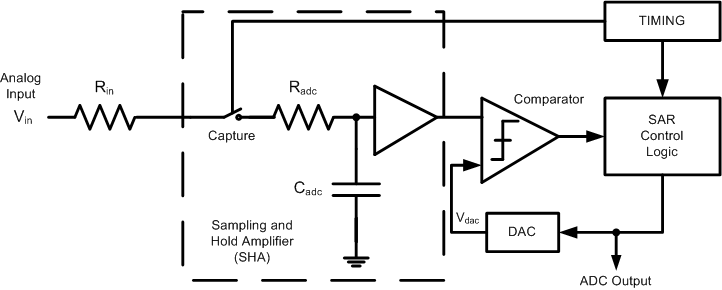 TIMING
Analog
Input
Vin
Rin
Capture
Radc
Cadc
Sampling and
Hold Amplifier
(SHA)
Comparator
SAR
Control
Logic
Vdac
DAC
ADC Output